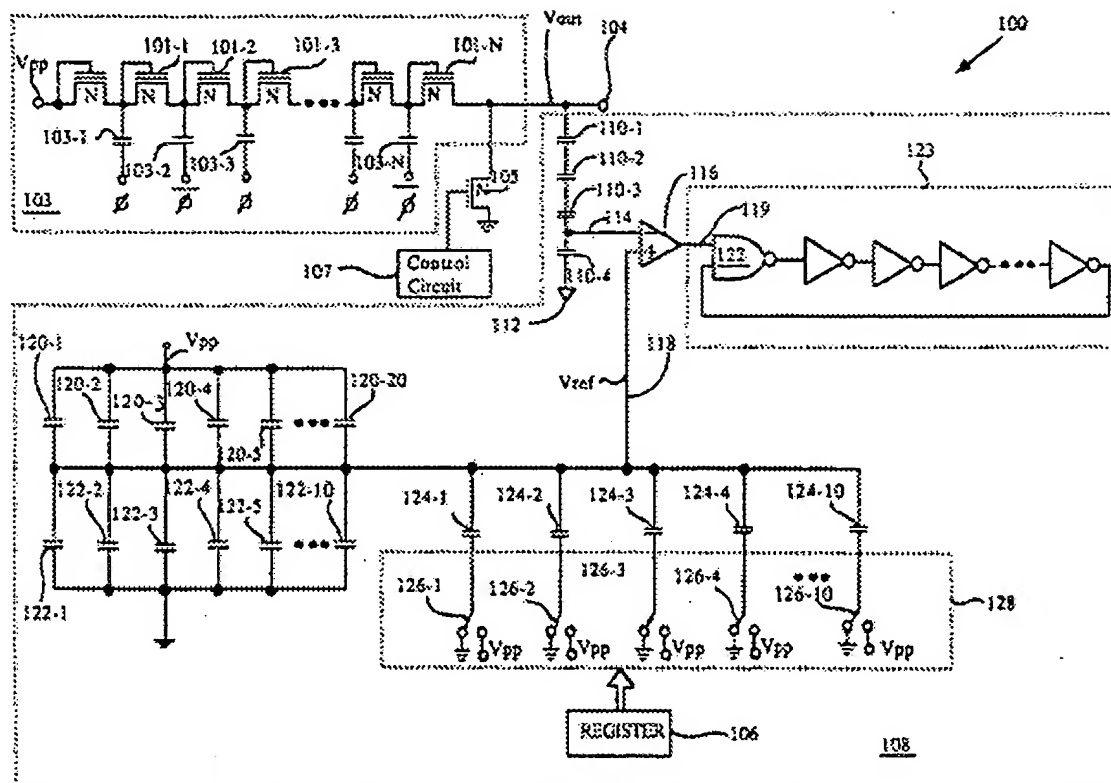 Vout
104
100
101-1
101-2
101-3
101-N
Vpp
N
N
N
N
N
N
103-1
103-2
103-3
103-N
103
ø
ø
ø
ø
ø
105
N
107
Control
Circuit
110-1
110-2
110-3
110-4
112
114
116
119
122
123
118
Vref
Vpp
120-1
120-2
120-3
120-4
120-5
120-20
122-1
122-2
122-3
122-4
122-5
122-10
124-1
124-2
124-3
124-4
124-10
126-1
126-2
126-3
126-4
126-10
Vpp
Vpp
Vpp
Vpp
Vpp
128
REGISTER
106
108